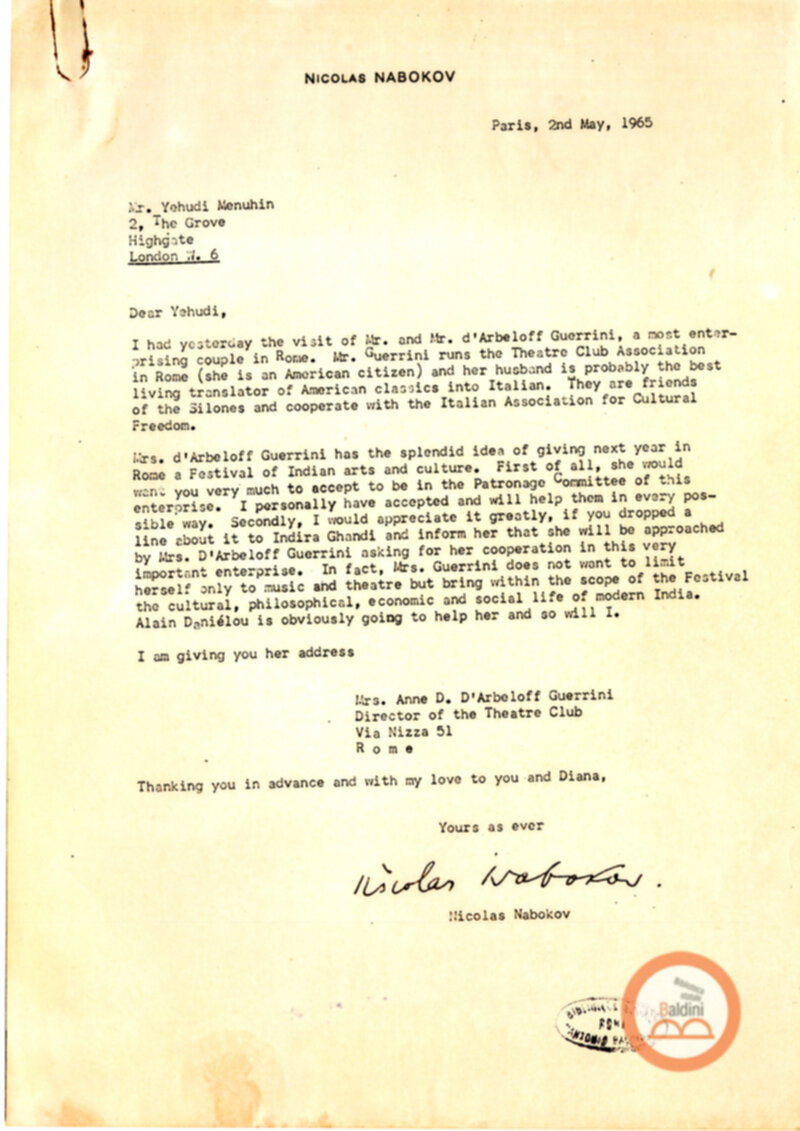 NICOLAS NABOKOV
Paris, 2nd May, 1965
Mr. Yehudi Menuhin
2, The Grove
Highgate
London N. 6
Dear Yehudi,
I had yesterday the visit of Mr. and Mr. d'Arbeloff Guerrini, a most enter-
prising couple in Rome. Mr. Guerrini runs the Theatre Club Association
in Rome (she is an American citizen) and her husband is probably the best
living translator of American classics into Italian. They are friends
of the Silones and cooperate with the Italian Association for Cultural
Freedom.
Mrs. d'Arbeloff Guerrini has the splendid idea of giving next year in
Rome a Festival of Indian arts and culture. First of all, she would
want you very much to accept to be in the Patronage Committee of this
enterprise. I personally have accepted and will help them in every pos-
sible way. Secondly, I would appreciate it greatly, if you dropped a
line about it to Indira Ghandi and inform her that she will be approached
by Mrs. D'Arbeloff Guerrini asking for her cooperation in this very
important enterprise. In fact, Mrs. Guerrini does not want to limit
herself only to music and theatre but bring within the scope of the Festival
the cultural, philosophical, economic and social life of modern India.
Alain Daniélou is obviously going to help her and so will I.
I am giving you her address
Mrs. Anne D. D'Arbeloff Guerrini
Director of the Theatre Club
Via Nizza 51
R o m e
Thanking you in advance and with my love to you and Diana,
Yours as ever
Nicolas Nabokov.
Nicolas Nabokov
Baldini
ROMA